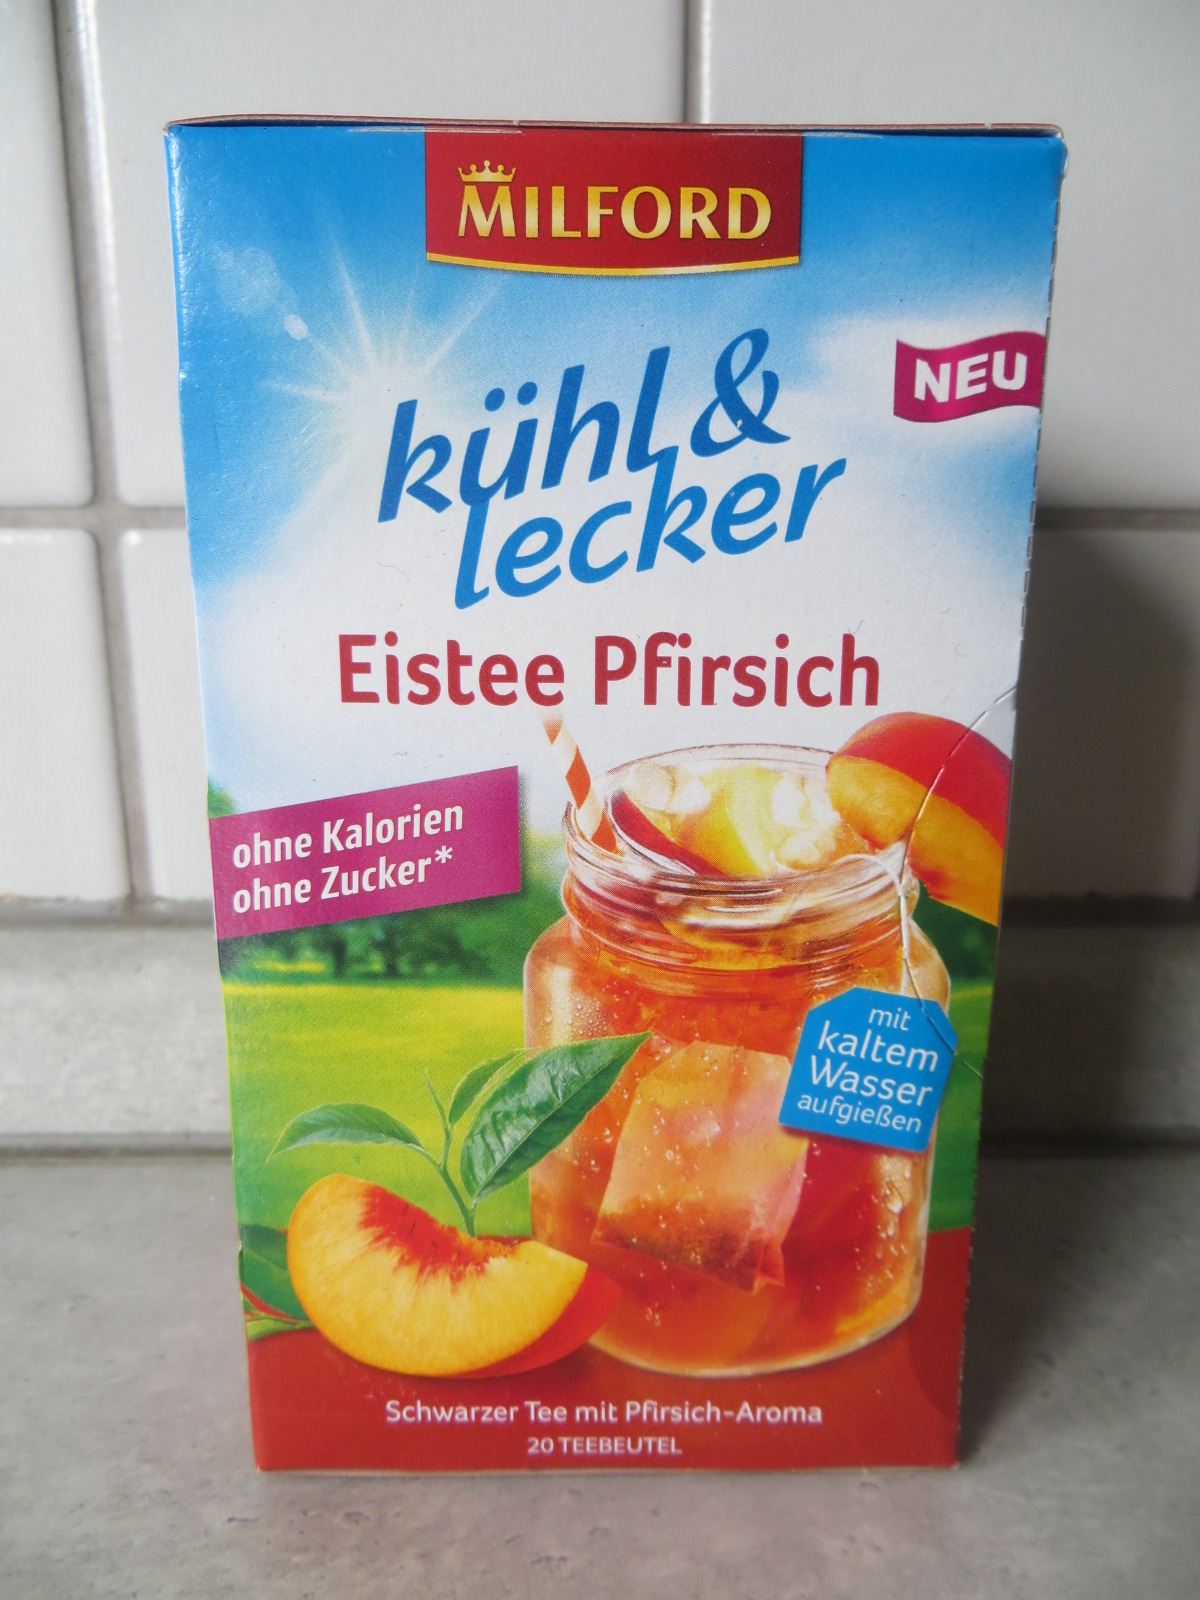 MILFORD
NEU
kühl &
lecker
Eistee Pfirsich
ohne Kalorien
ohne Zucker*
mit
kaltem
Wasser
aufgießen
Schwarzer Tee mit Pfirsich-Aroma
20 TEEBEUTEL